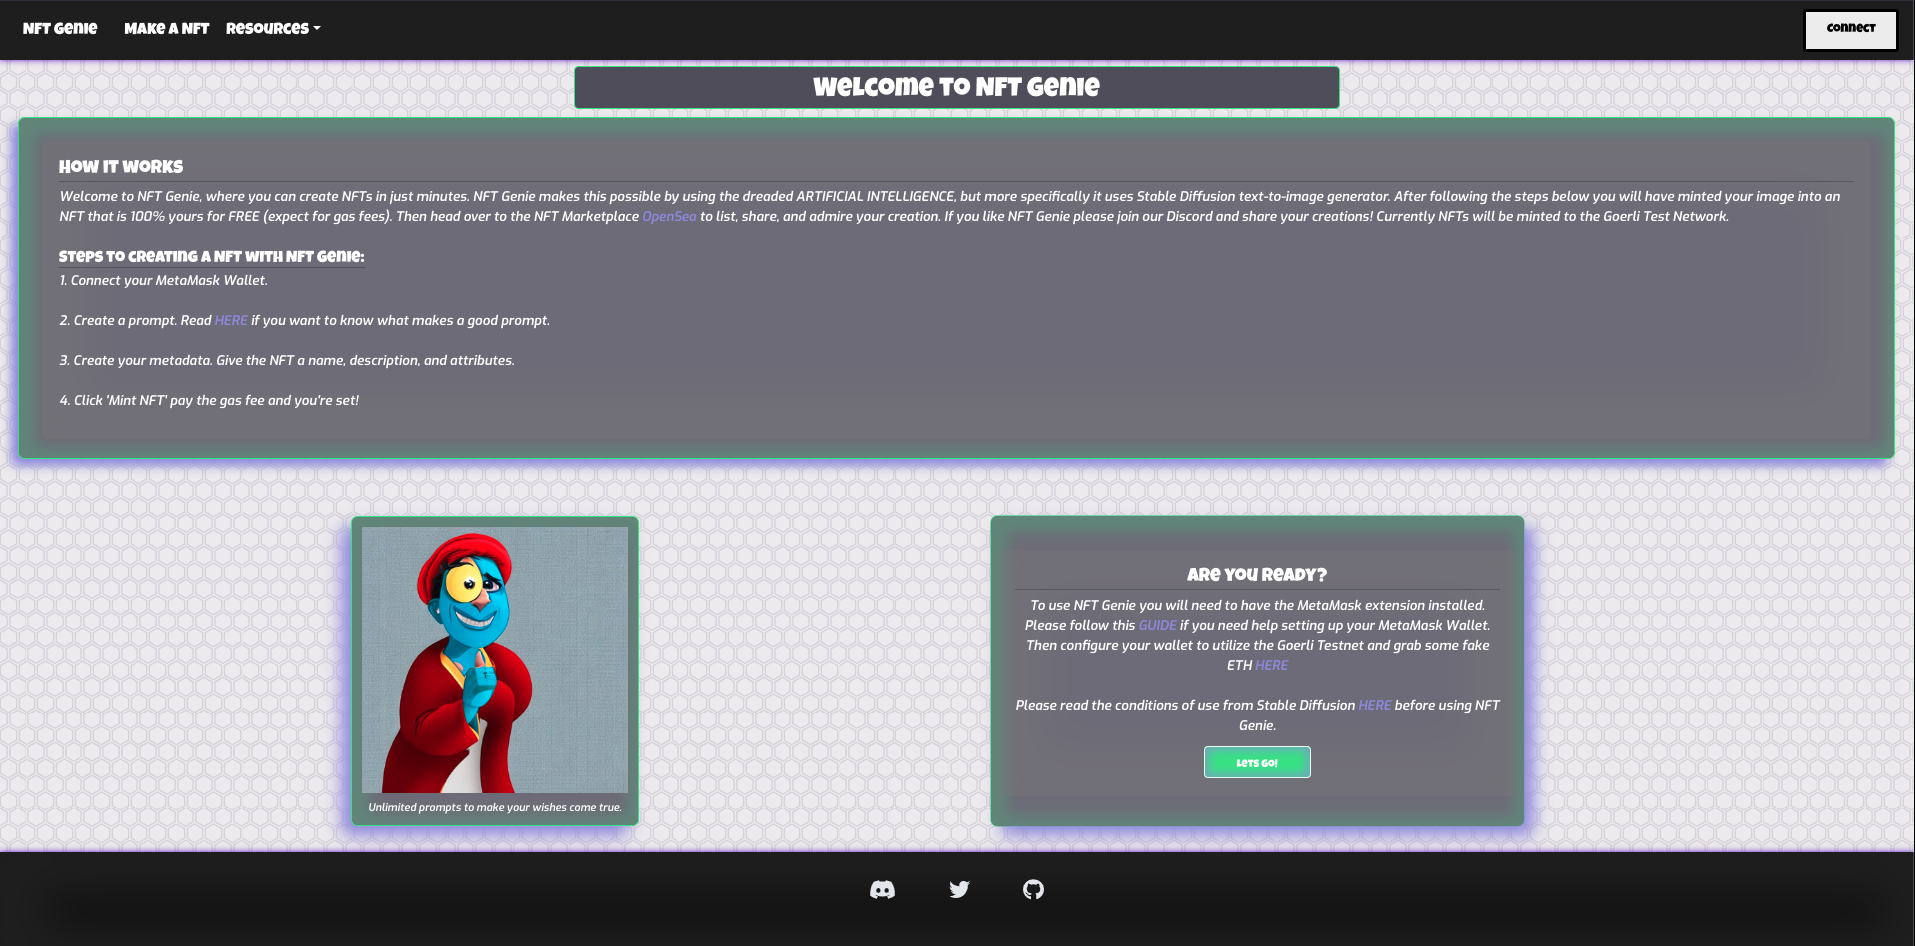 NFT Genie
Make a NFT
Resources
Connect
Welcome to NFT Genie
How it works
Welcome to NFT Genie, where you can create NFTs in just minutes. NFT Genie makes this possible by using the dreaded ARTIFICIAL INTELLIGENCE, but more specifically it uses Stable Diffusion text-to-image generator. After following the steps below you will have minted your image into an
NFT that is 100% yours for FREE (expect for gas fees). Then head over to the NFT Marketplace OpenSea to list, share, and admire your creation. If you like NFT Genie please join our Discord and share your creations! Currently NFTs will be minted to the Goerli Test Network.
Steps to creating a NFT with NFT Genie:
1. Connect your MetaMask Wallet.
2. Create a prompt. Read HERE if you want to know what makes a good prompt.
3. Create your metadata. Give the NFT a name, description, and attributes.
4. Click 'Mint NFT' pay the gas fee and you're set!
Unlimited prompts to make your wishes come true.
Are you ready?
To use NFT Genie you will need to have the MetaMask extension installed.
Please follow this GUIDE if you need help setting up your MetaMask Wallet.
Then configure your wallet to utilize the Goerli Testnet and grab some fake
ETH HERE
Please read the conditions of use from Stable Diffusion HERE before using NFT
Genie.
Lets Go!